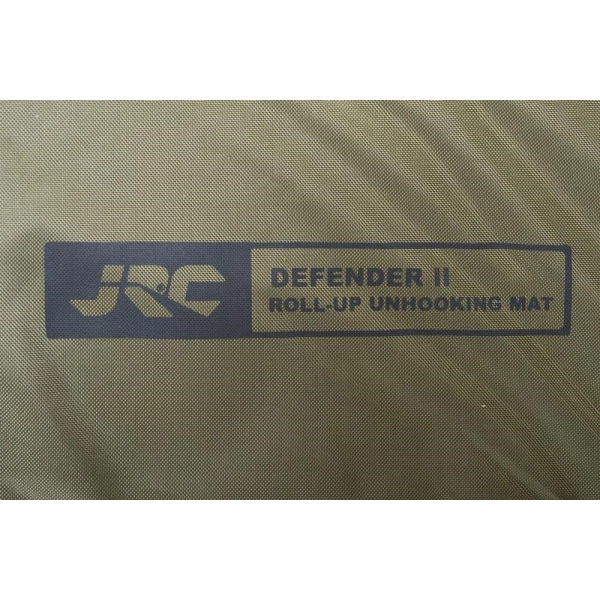 JRC
DEFENDER II
ROLL-UP UNHOOKING MAT